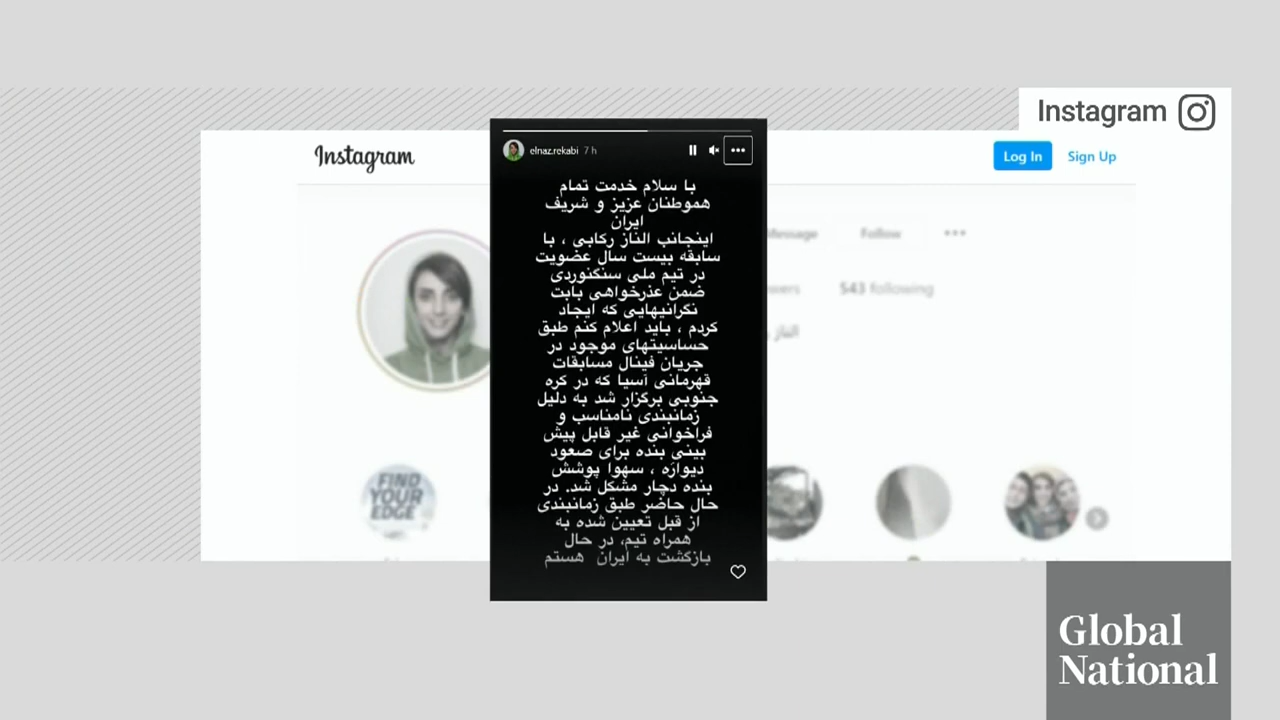 Instagram
Instagram
Log In
Sign Up
elnaz.rekabi 7 h
با سلام خدمت تمام
هموطنان عزیز و شریف
ایران
اینجانب الناز رکابی ، با
سابقه بیست سال عضویت
در تیم ملی سنگنوردی
ضمن عذرخواهی بابت
نگرانیهایی که ایجاد
کردم ، باید اعلام کنم طبق
حساسیتهای موجود در
جریان فینال مسابقات
قهرمانی آسیا که در کره
جنوبی برگزار شد به دلیل
زمانبندی نامناسب و
فراخوانی غیر قابل پیش
بینی بنده برای صعود
دیواره ، سهوا پوشش
بنده دچار مشکل شد. در
حال حاضر طبق زمانبندی
از قبل تعیین شده به
همراه تیم، در حال
بازگشت به ایران هستم
Message
Follow
543 following
الناز
FIND
YOUR
EDGE
Global
National